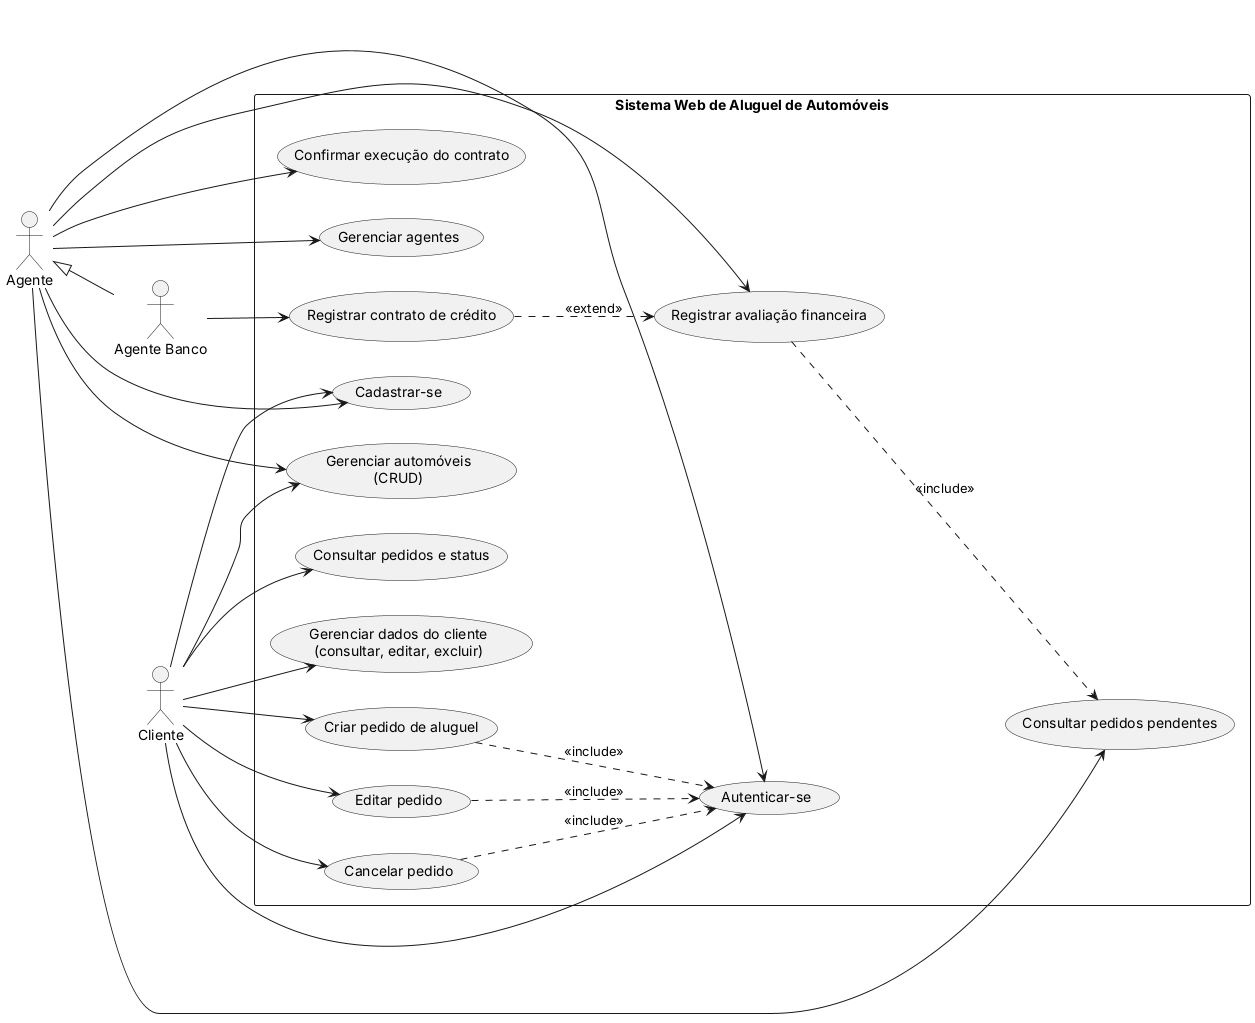 Sistema Web de Aluguel de Automóveis
Confirmar execução do contrato
Gerenciar agentes
Agente
Registrar contrato de crédito
«extend»
Registrar avaliação financeira
Agente Banco
Cadastrar-se
Gerenciar automóveis
(CRUD)
«include»
Consultar pedidos e status
Gerenciar dados do cliente
(consultar, editar, excluir)
Cliente
Criar pedido de aluguel
«include»
Consultar pedidos pendentes
Editar pedido
«include»
Autenticar-se
«include»
Cancelar pedido